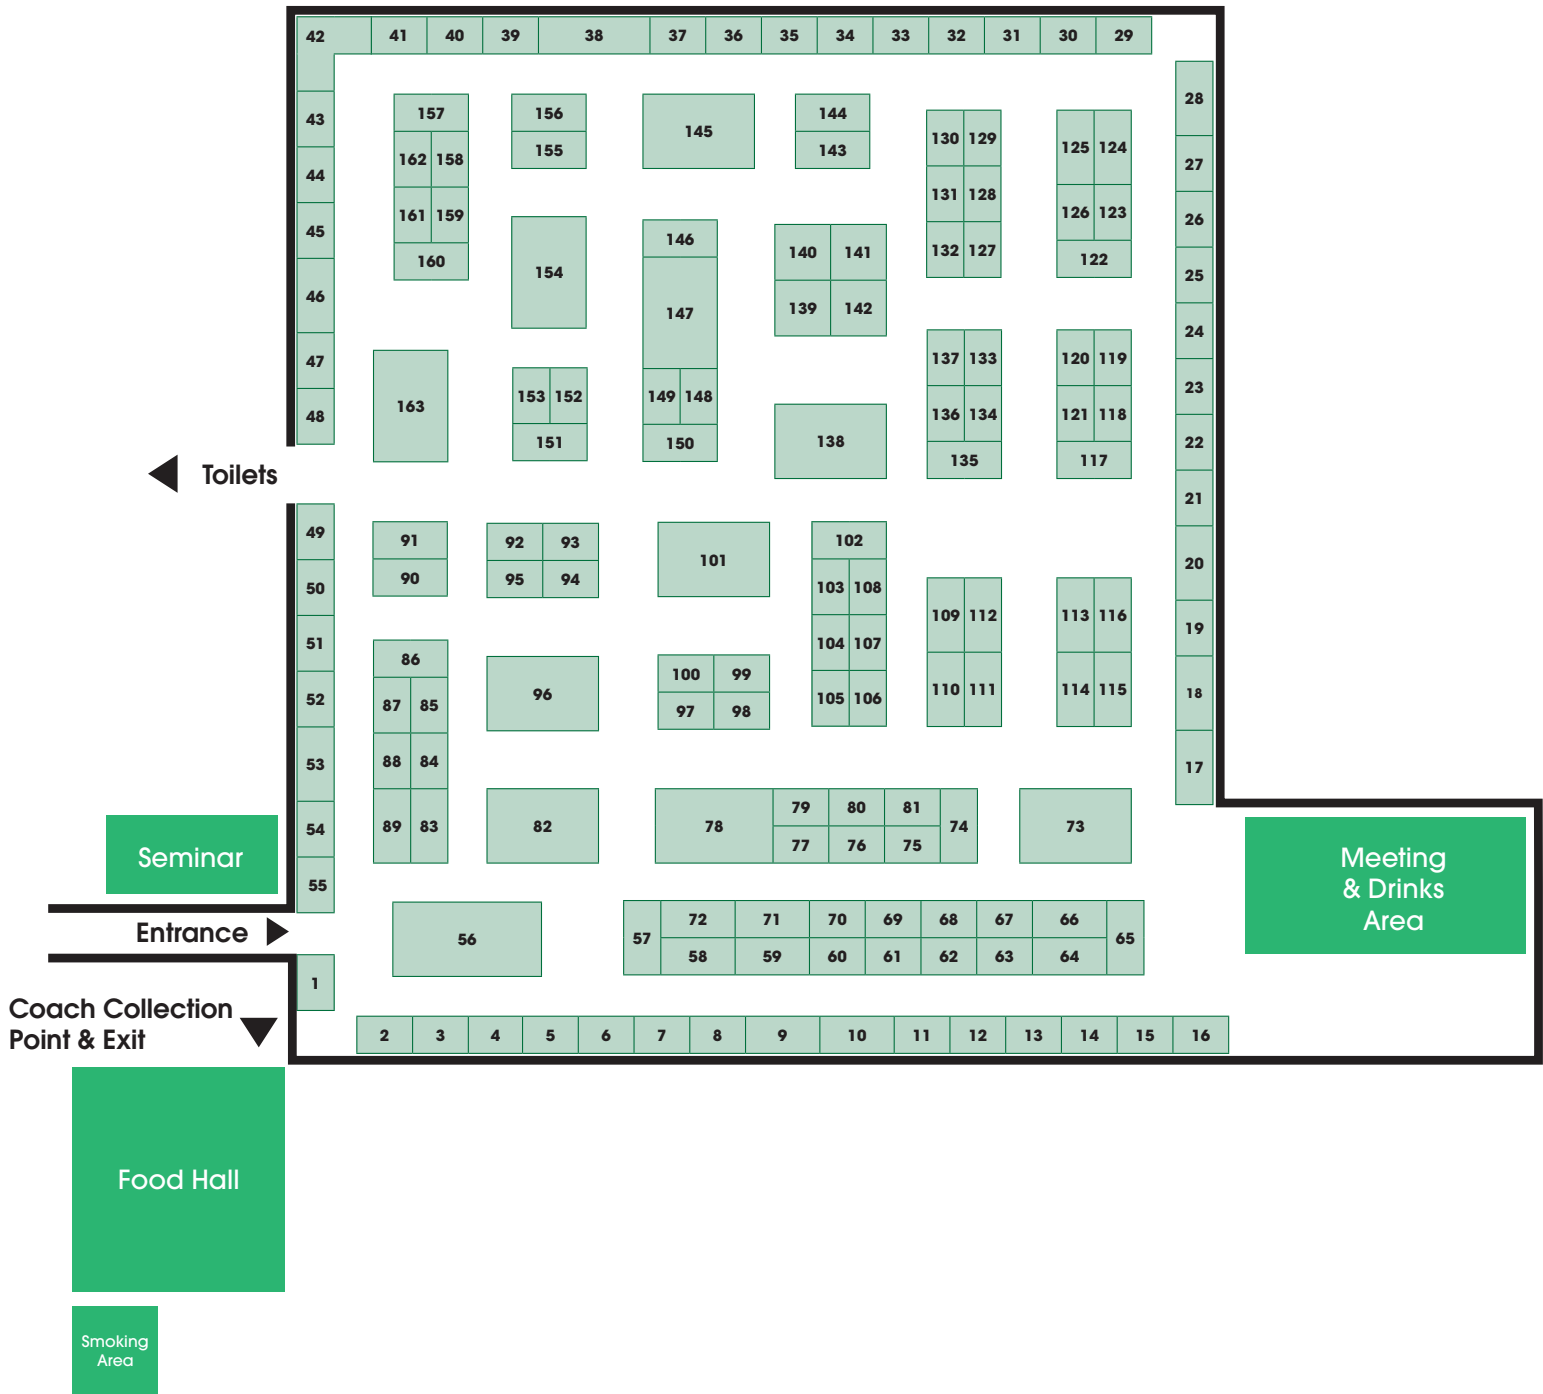 42 41 40 39 38 37 36 35 34 33 32 31 30 29
28
43 157 156 145 144
155 143
130 129 125 124
27
44 162 158
131 128
45 161 159 126 123 26
146 140 141 132 127
160 122
46 154 25
147 139 142
24
47 137 133 120 119
163 153 152 149 148 23
48 136 134 121 118
151 150 138 22
135 117
Toilets
21
49 91 92 93 101 102
90 95 94 20
50 103 108
109 112 113 116
51 104 107 19
86 100 99
52 87 85 96 97 98 105 106 110 111 114 115 18
53 88 84 17
54 89 83 82 78 79 80 81 74 73
77 76 75
Seminar
Meeting
& Drinks
Area
55
Entrance
56 57 72 71 70 69 68 67 66 65
58 59 60 61 62 63 64
1
Coach Collection
Point & Exit
2 3 4 5 6 7 8 9 10 11 12 13 14 15 16
Food Hall
Smoking
Area